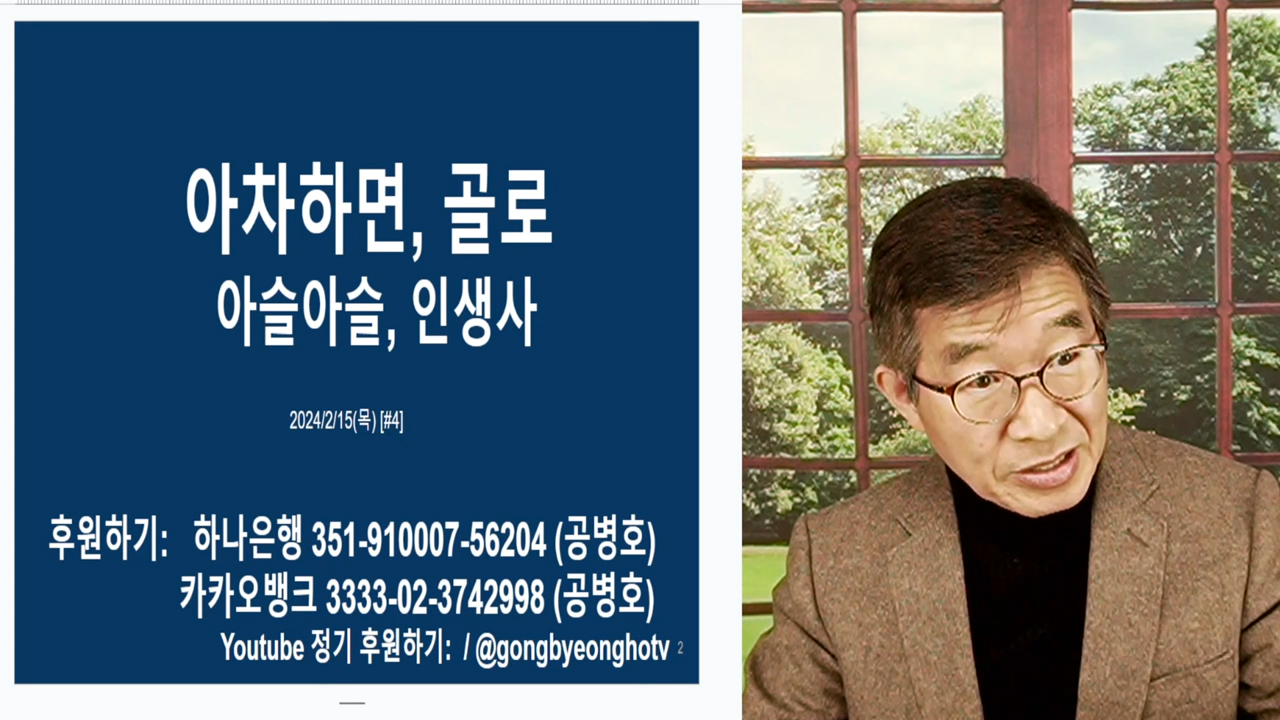 아차하면, 골로
아슬아슬, 인생사
2024/2/15(목) [#4]
후원하기: 하나은행 351-910007-56204 (공병호)
카카오뱅크 3333-02-3742998 (공병호)
Youtube 정기 후원하기: / @gongbyeonghotv 2